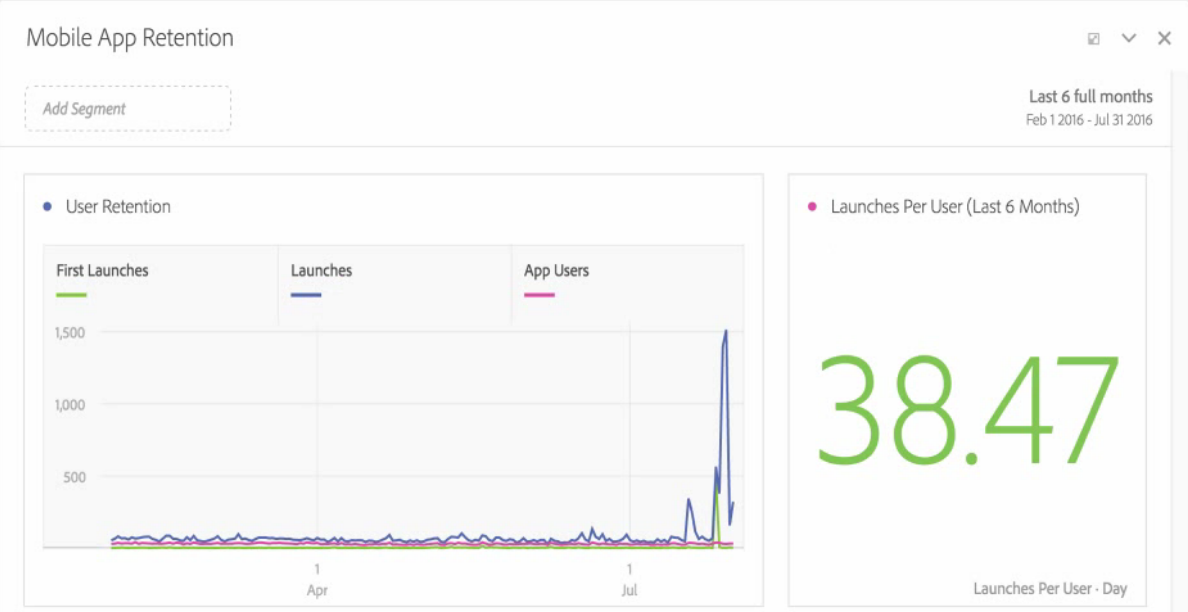 Mobile App Retention
Add Segment
Last 6 full months
Feb 1 2016 - Jul 31 2016
User Retention
First Launches
Launches
App Users
1,500
1,000
500
1
Apr
1
Jul
Launches Per User (Last 6 Months)
38.47
Launches Per User · Day